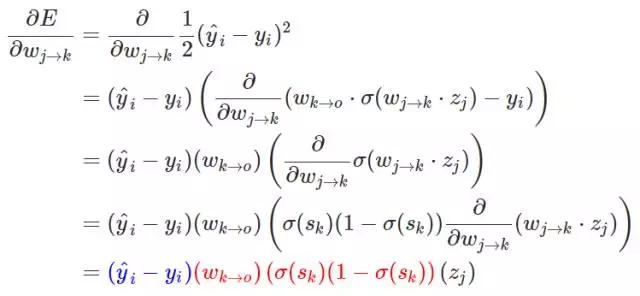 ∂E/∂w_{j→k} = ∂/∂w_{j→k} 1/2 (ŷ_i − y_i)²
= (ŷ_i − y_i) ( ∂/∂w_{j→k} (w_{k→o} · σ(w_{j→k} · z_j) − y_i) )
= (ŷ_i − y_i)(w_{k→o}) ( ∂/∂w_{j→k} σ(w_{j→k} · z_j) )
= (ŷ_i − y_i)(w_{k→o}) ( σ(s_k)(1 − σ(s_k)) ∂/∂w_{j→k} (w_{j→k} · z_j) )
= (ŷ_i − y_i)(w_{k→o}) (σ(s_k)(1 − σ(s_k)) (z_j)